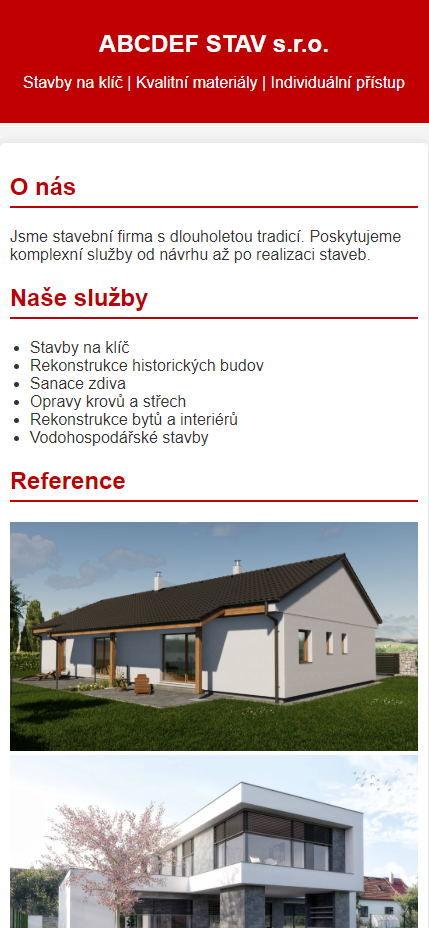 ABCDEF STAV s.r.o.
Stavby na klíč | Kvalitní materiály | Individuální přístup
O nás
Jsme stavební firma s dlouholetou tradicí. Poskytujeme
komplexní služby od návrhu až po realizaci staveb.
Naše služby
Stavby na klíč
Rekonstrukce historických budov
Sanace zdiva
Opravy krovů a střech
Rekonstrukce bytů a interiérů
Vodohospodářské stavby
Reference